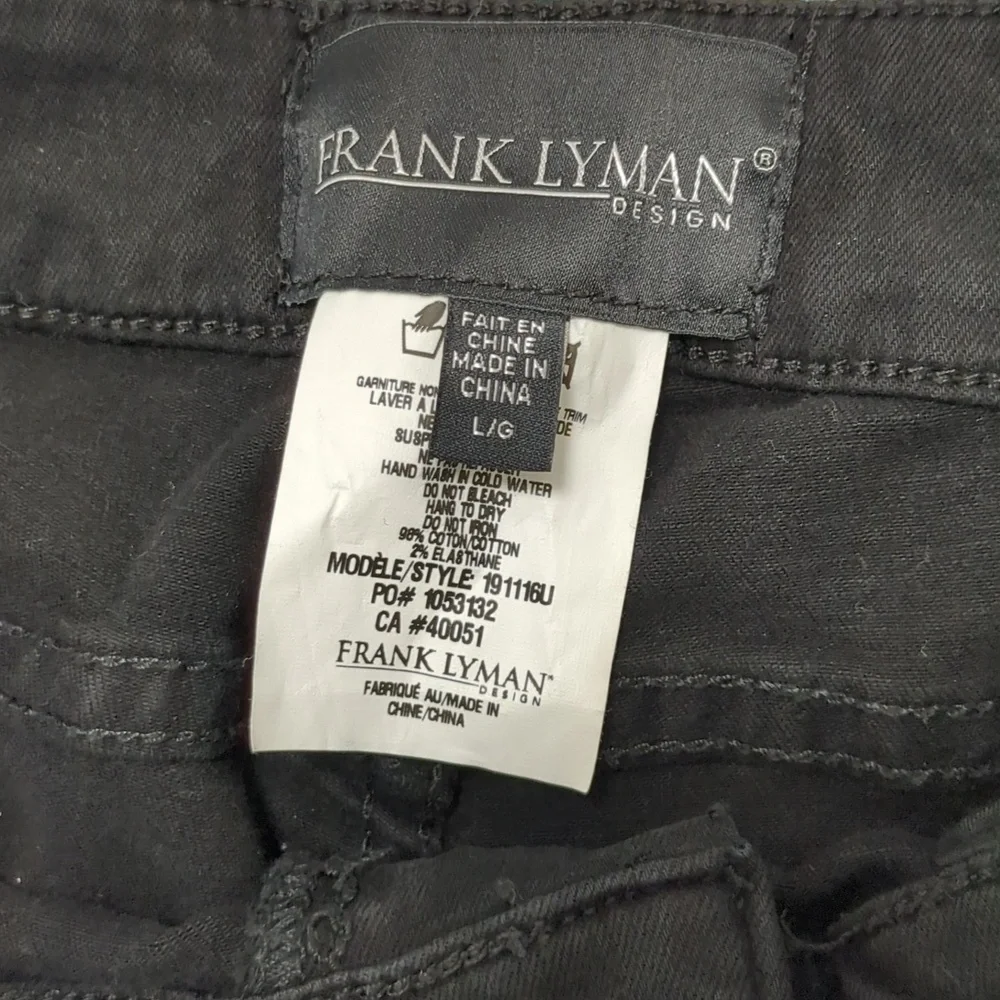 FRANK LYMAN®
DESIGN
FAIT EN
CHINE
MADE IN
CHINA
L/G
GARNITURE
TRIM
LAVER À
HAND WASH IN COLD WATER
DO NOT BLEACH
HANG TO DRY
DO NOT IRON
98% COTON/COTTON
2% ELASTHANE
MODÈLE/STYLE: 191116U
PO# 1053132
CA #40051
FRANK LYMAN
DESIGN
FABRIQUÉ AU/MADE IN
CHINE/CHINA